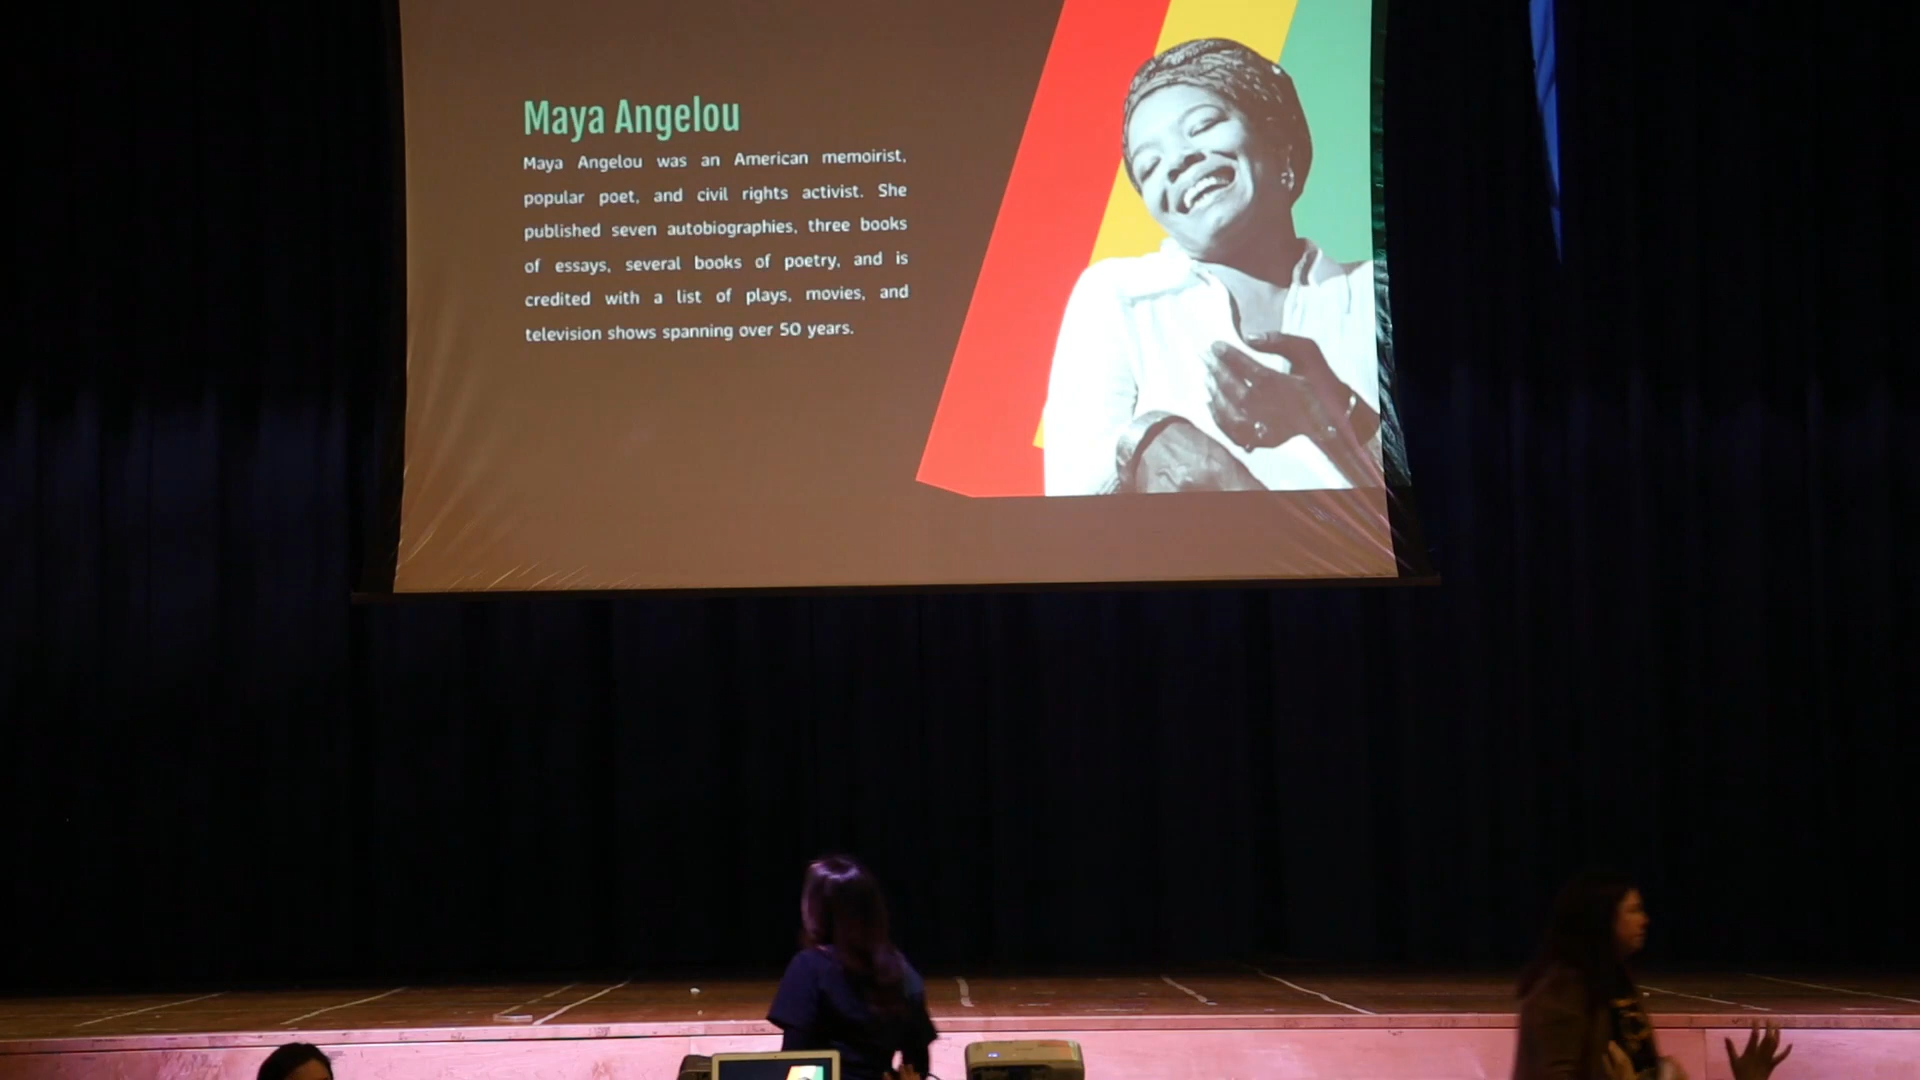 Maya Angelou
Maya Angelou was an American memoirist,
popular poet, and civil rights activist. She
published seven autobiographies, three books
of essays, several books of poetry, and is
credited with a list of plays, movies, and
television shows spanning over 50 years.